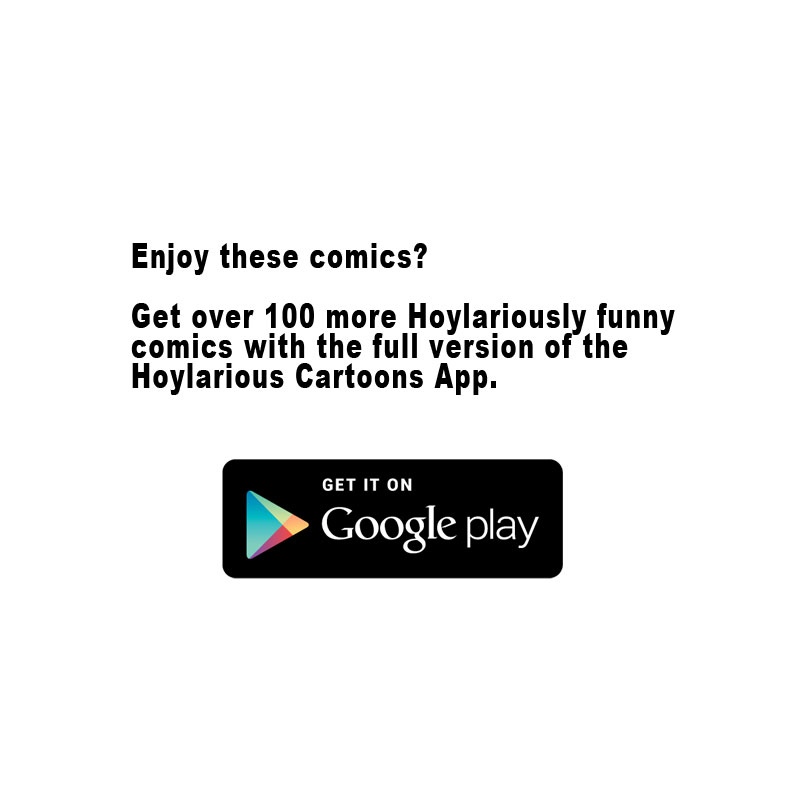 Enjoy these comics?
Get over 100 more Hoylariously funny
comics with the full version of the
Hoylarious Cartoons App.
GET IT ON
Google play